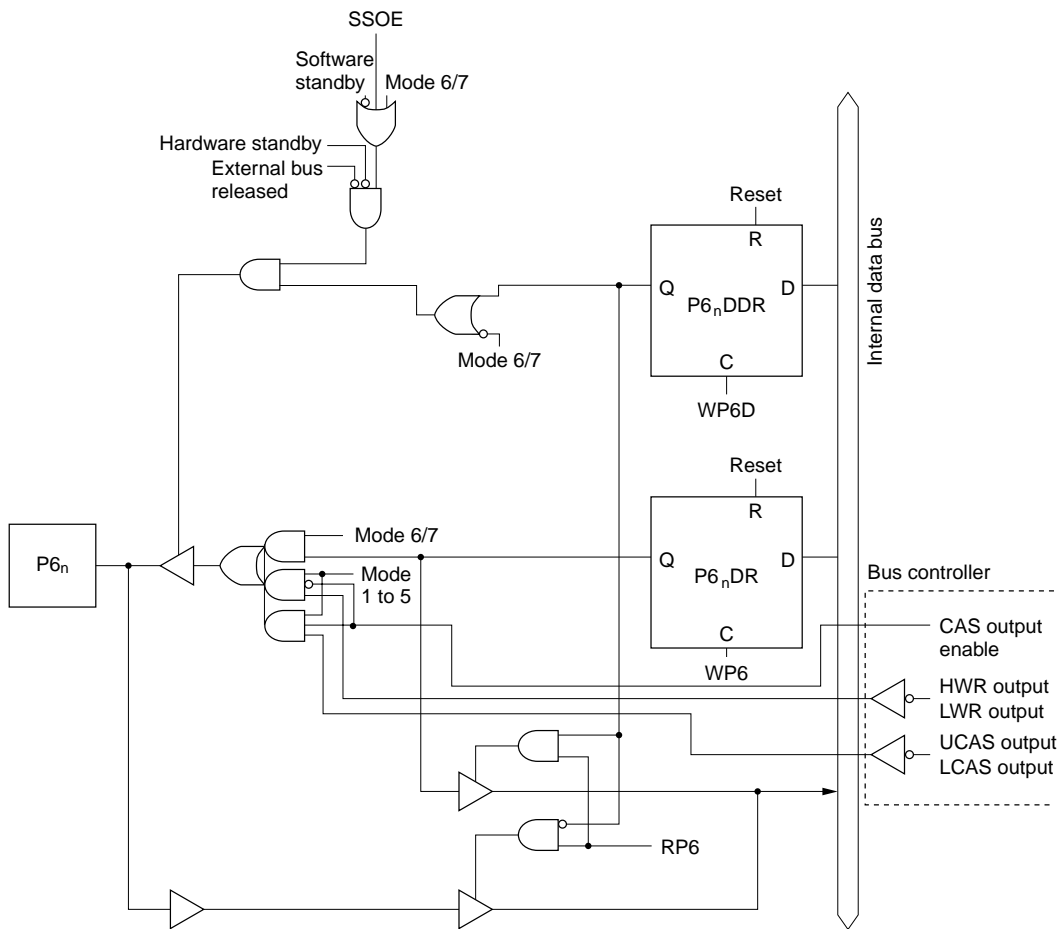 SSOE
Software
standby
Mode 6/7
Hardware standby
External bus
released
Reset
R
Q
D
P6nDDR
C
WP6D
Mode 6/7
Internal data bus
Reset
R
P6n
Mode 6/7
Q
D
P6nDR
Mode
1 to 5
C
WP6
Bus controller
CAS output
enable
HWR output
LWR output
UCAS output
LCAS output
RP6